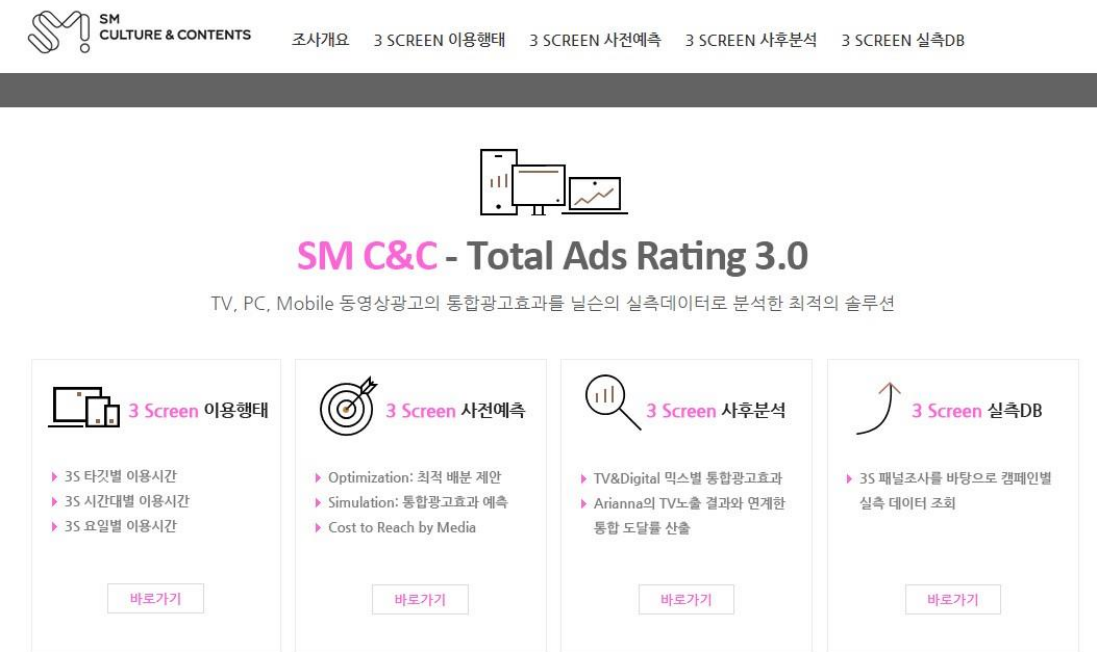 SM
CULTURE & CONTENTS
조사개요 3 SCREEN 이용행태 3 SCREEN 사전예측 3 SCREEN 사후분석 3 SCREEN 실측DB
SM C&C - Total Ads Rating 3.0
TV, PC, Mobile 동영상광고의 통합광고효과를 닐슨의 실측데이터로 분석한 최적의 솔루션
3 Screen 이용행태
3S 타깃별 이용시간
3S 시간대별 이용시간
3S 요일별 이용시간
바로가기
3 Screen 사전예측
Optimization: 최적 배분 제안
Simulation: 통합광고효과 예측
Cost to Reach by Media
바로가기
3 Screen 사후분석
TV&Digital 믹스별 통합광고효과
Arianna의 TV노출 결과와 연계한
통합 도달률 산출
바로가기
3 Screen 실측DB
3S 패널조사를 바탕으로 캠페인별
실측 데이터 조회
바로가기